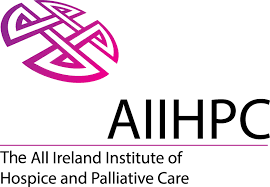 AIIHPC
The All Ireland Institute of
Hospice and Palliative Care